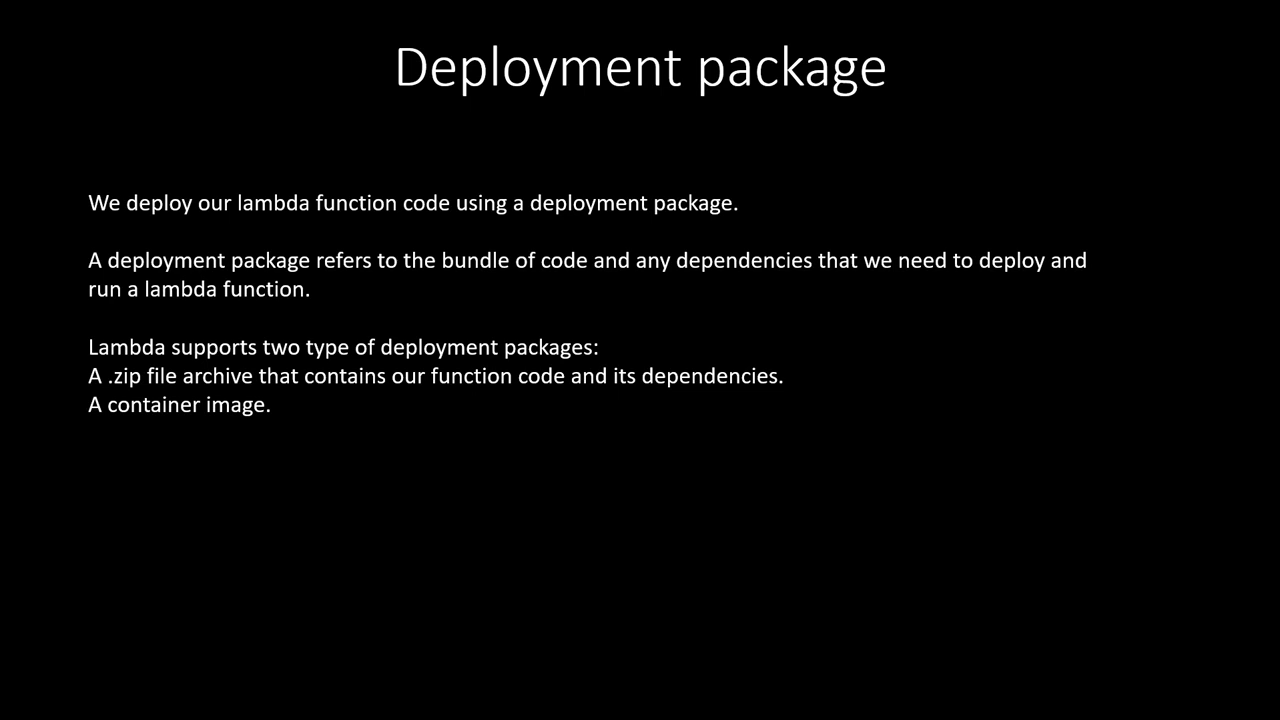 Deployment package
We deploy our lambda function code using a deployment package.
A deployment package refers to the bundle of code and any dependencies that we need to deploy and
run a lambda function.
Lambda supports two type of deployment packages:
A .zip file archive that contains our function code and its dependencies.
A container image.